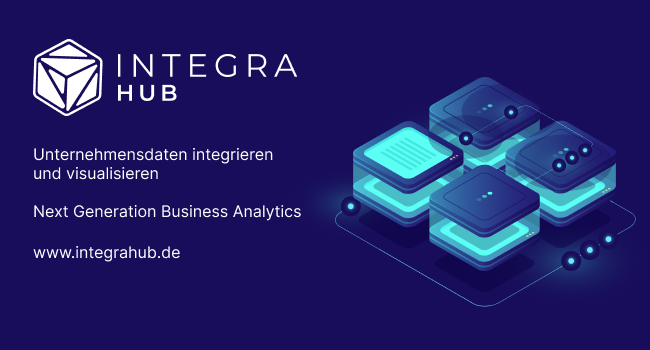 INTEGRA
HUB
Unternehmensdaten integrieren
und visualisieren
Next Generation Business Analytics
www.integrahub.de